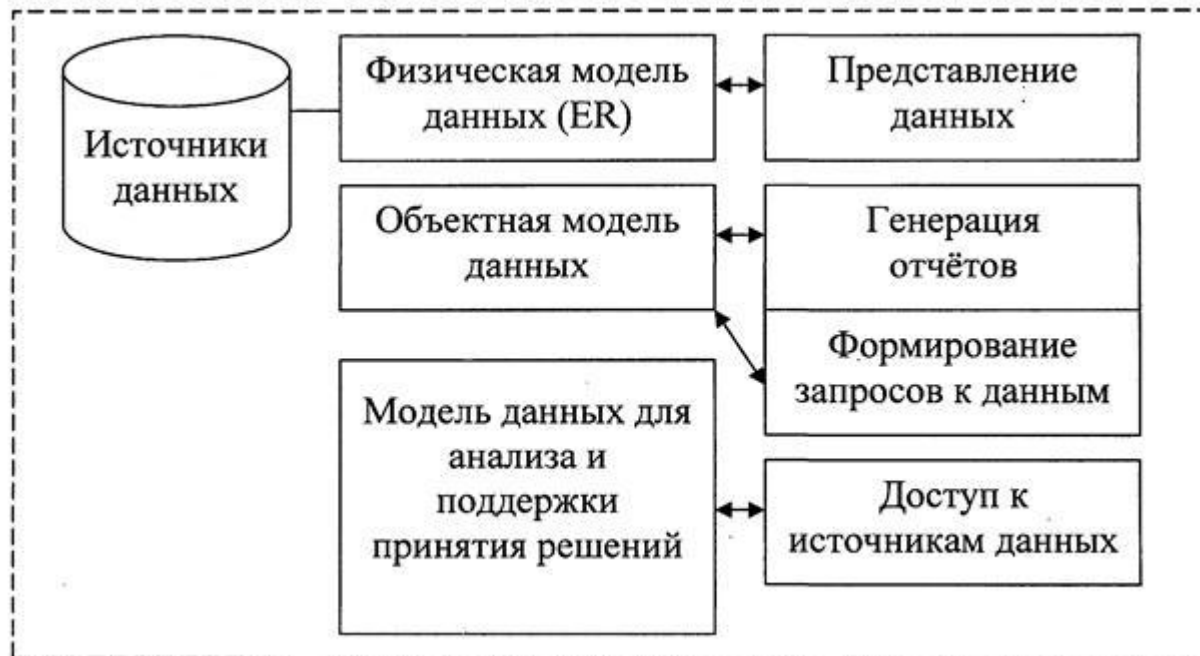 Источники
данных
Физическая модель
данных (ER)
Представление
данных
Объектная модель
данных
Генерация
отчётов
Формирование
запросов к данным
Модель данных для
анализа и
поддержки
принятия решений
Доступ к
источникам данных